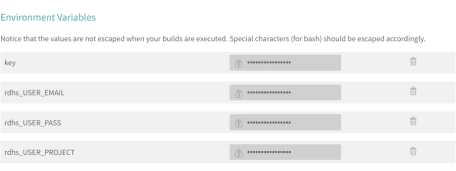 Environment Variables
Notice that the values are not escaped when your builds are executed. Special characters (for bash) should be escaped accordingly.
key ••••••••••••••••
rdhs_USER_EMAIL ••••••••••••••••
rdhs_USER_PASS ••••••••••••••••
rdhs_USER_PROJECT ••••••••••••••••